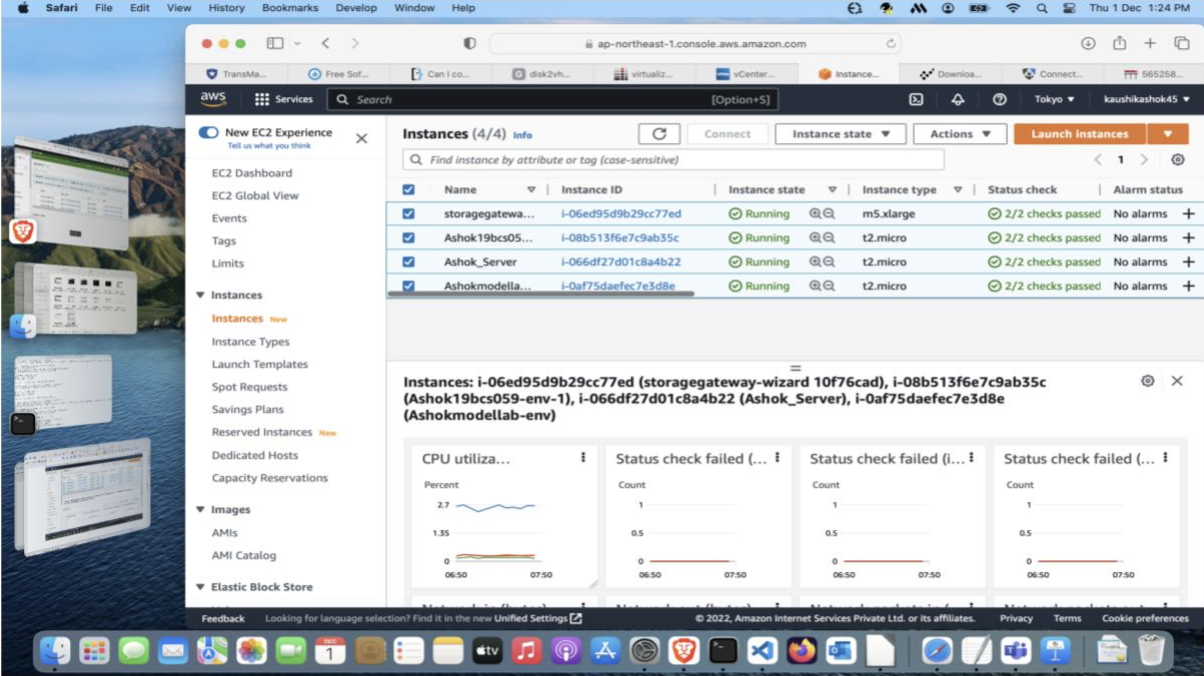 Safari File Edit View History Bookmarks Develop Window Help Thu 1 Dec 1:24 PM
ap-northeast-1.console.aws.amazon.com
TransMa... Free Sof... Can I co... disk2vh... virtualiz... vCenter... Instance... Downloa... Connect... 565258...
aws Services Search [Option+S] Tokyo ▼ kaushikashok45 ▼
New EC2 Experience
Tell us what you think
EC2 Dashboard
EC2 Global View
Events
Tags
Limits
Instances
Instances New
Instance Types
Launch Templates
Spot Requests
Savings Plans
Reserved Instances New
Dedicated Hosts
Capacity Reservations
Images
AMIs
AMI Catalog
Elastic Block Store
Instances (4/4) Info Connect Instance state ▼ Actions ▼ Launch instances ▼
Find instance by attribute or tag (case-sensitive) 1
Name Instance ID Instance state Instance type Status check Alarm status
storagegatewa... i-06ed95d9b29cc77ed Running m5.xlarge 2/2 checks passed No alarms +
Ashok19bcs05... i-08b513f6e7c9ab35c Running t2.micro 2/2 checks passed No alarms +
Ashok_Server i-066df27d01c8a4b22 Running t2.micro 2/2 checks passed No alarms +
Ashokmodella... i-0af75daefec7e3d8e Running t2.micro 2/2 checks passed No alarms +
Instances: i-06ed95d9b29cc77ed (storagegateway-wizard 10f76cad), i-08b513f6e7c9ab35c
(Ashok19bcs059-env-1), i-066df27d01c8a4b22 (Ashok_Server), i-0af75daefec7e3d8e
(Ashokmodellab-env)
CPU utiliza... Status check failed (... Status check failed (i... Status check failed (...
Percent Count Count Count
2.7 1 1 1
1.35 0.5 0.5 0.5
0 0 0 0
06:50 07:50 06:50 07:50 06:50 07:50 06:50 07:50
Feedback Looking for language selection? Find it in the new Unified Settings © 2022, Amazon Internet Services Private Ltd. or its affiliates. Privacy Terms Cookie preferences
DEC
1
tv